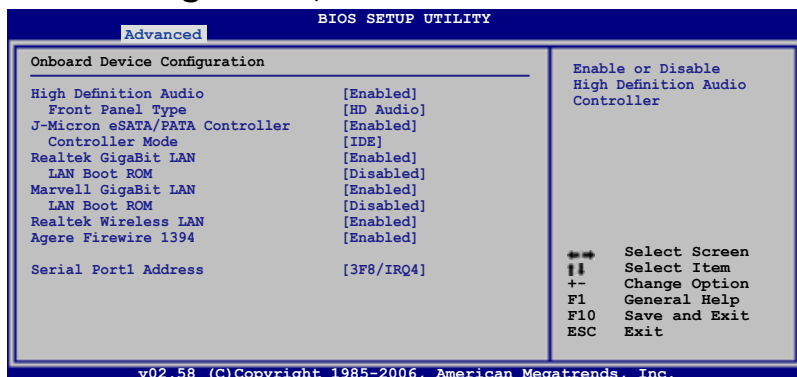 BIOS SETUP UTILITY
Advanced
Onboard Device Configuration
High Definition Audio [Enabled]
Front Panel Type [HD Audio]
J-Micron eSATA/PATA Controller [Enabled]
Controller Mode [IDE]
Realtek GigaBit LAN [Enabled]
LAN Boot ROM [Disabled]
Marvell GigaBit LAN [Enabled]
LAN Boot ROM [Disabled]
Realtek Wireless LAN [Enabled]
Agere Firewire 1394 [Enabled]
Serial Port1 Address [3F8/IRQ4]
Enable or Disable
High Definition Audio
Controller
←→ Select Screen
↑↓ Select Item
+- Change Option
F1 General Help
F10 Save and Exit
ESC Exit
v02.58 (C)Copyright 1985-2006, American Megatrends, Inc.